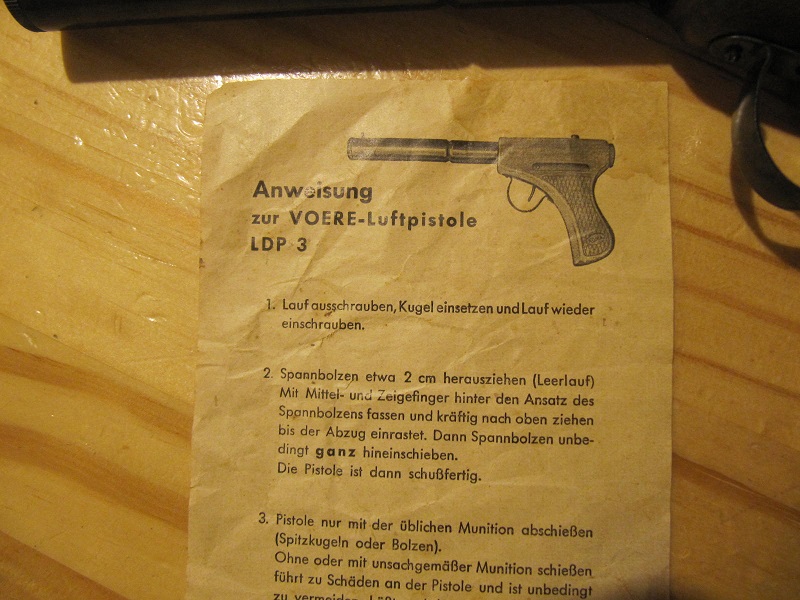 Anweisung
zur VOERE-Luftpistole
LDP 3
1. Lauf ausschrauben, Kugel einsetzen und Lauf wieder
einschrauben.
2. Spannbolzen etwa 2 cm herausziehen (Leerlauf)
Mit Mittel- und Zeigefinger hinter den Ansatz des
Spannbolzens fassen und kräftig nach oben ziehen
bis der Abzug einrastet. Dann Spannbolzen unbe-
dingt ganz hineinschieben.
Die Pistole ist dann schußfertig.
3. Pistole nur mit der üblichen Munition abschießen
(Spitzkugeln oder Bolzen).
Ohne oder mit unsachgemäßer Munition schießen
führt zu Schäden an der Pistole und ist unbedingt
zu vermeiden